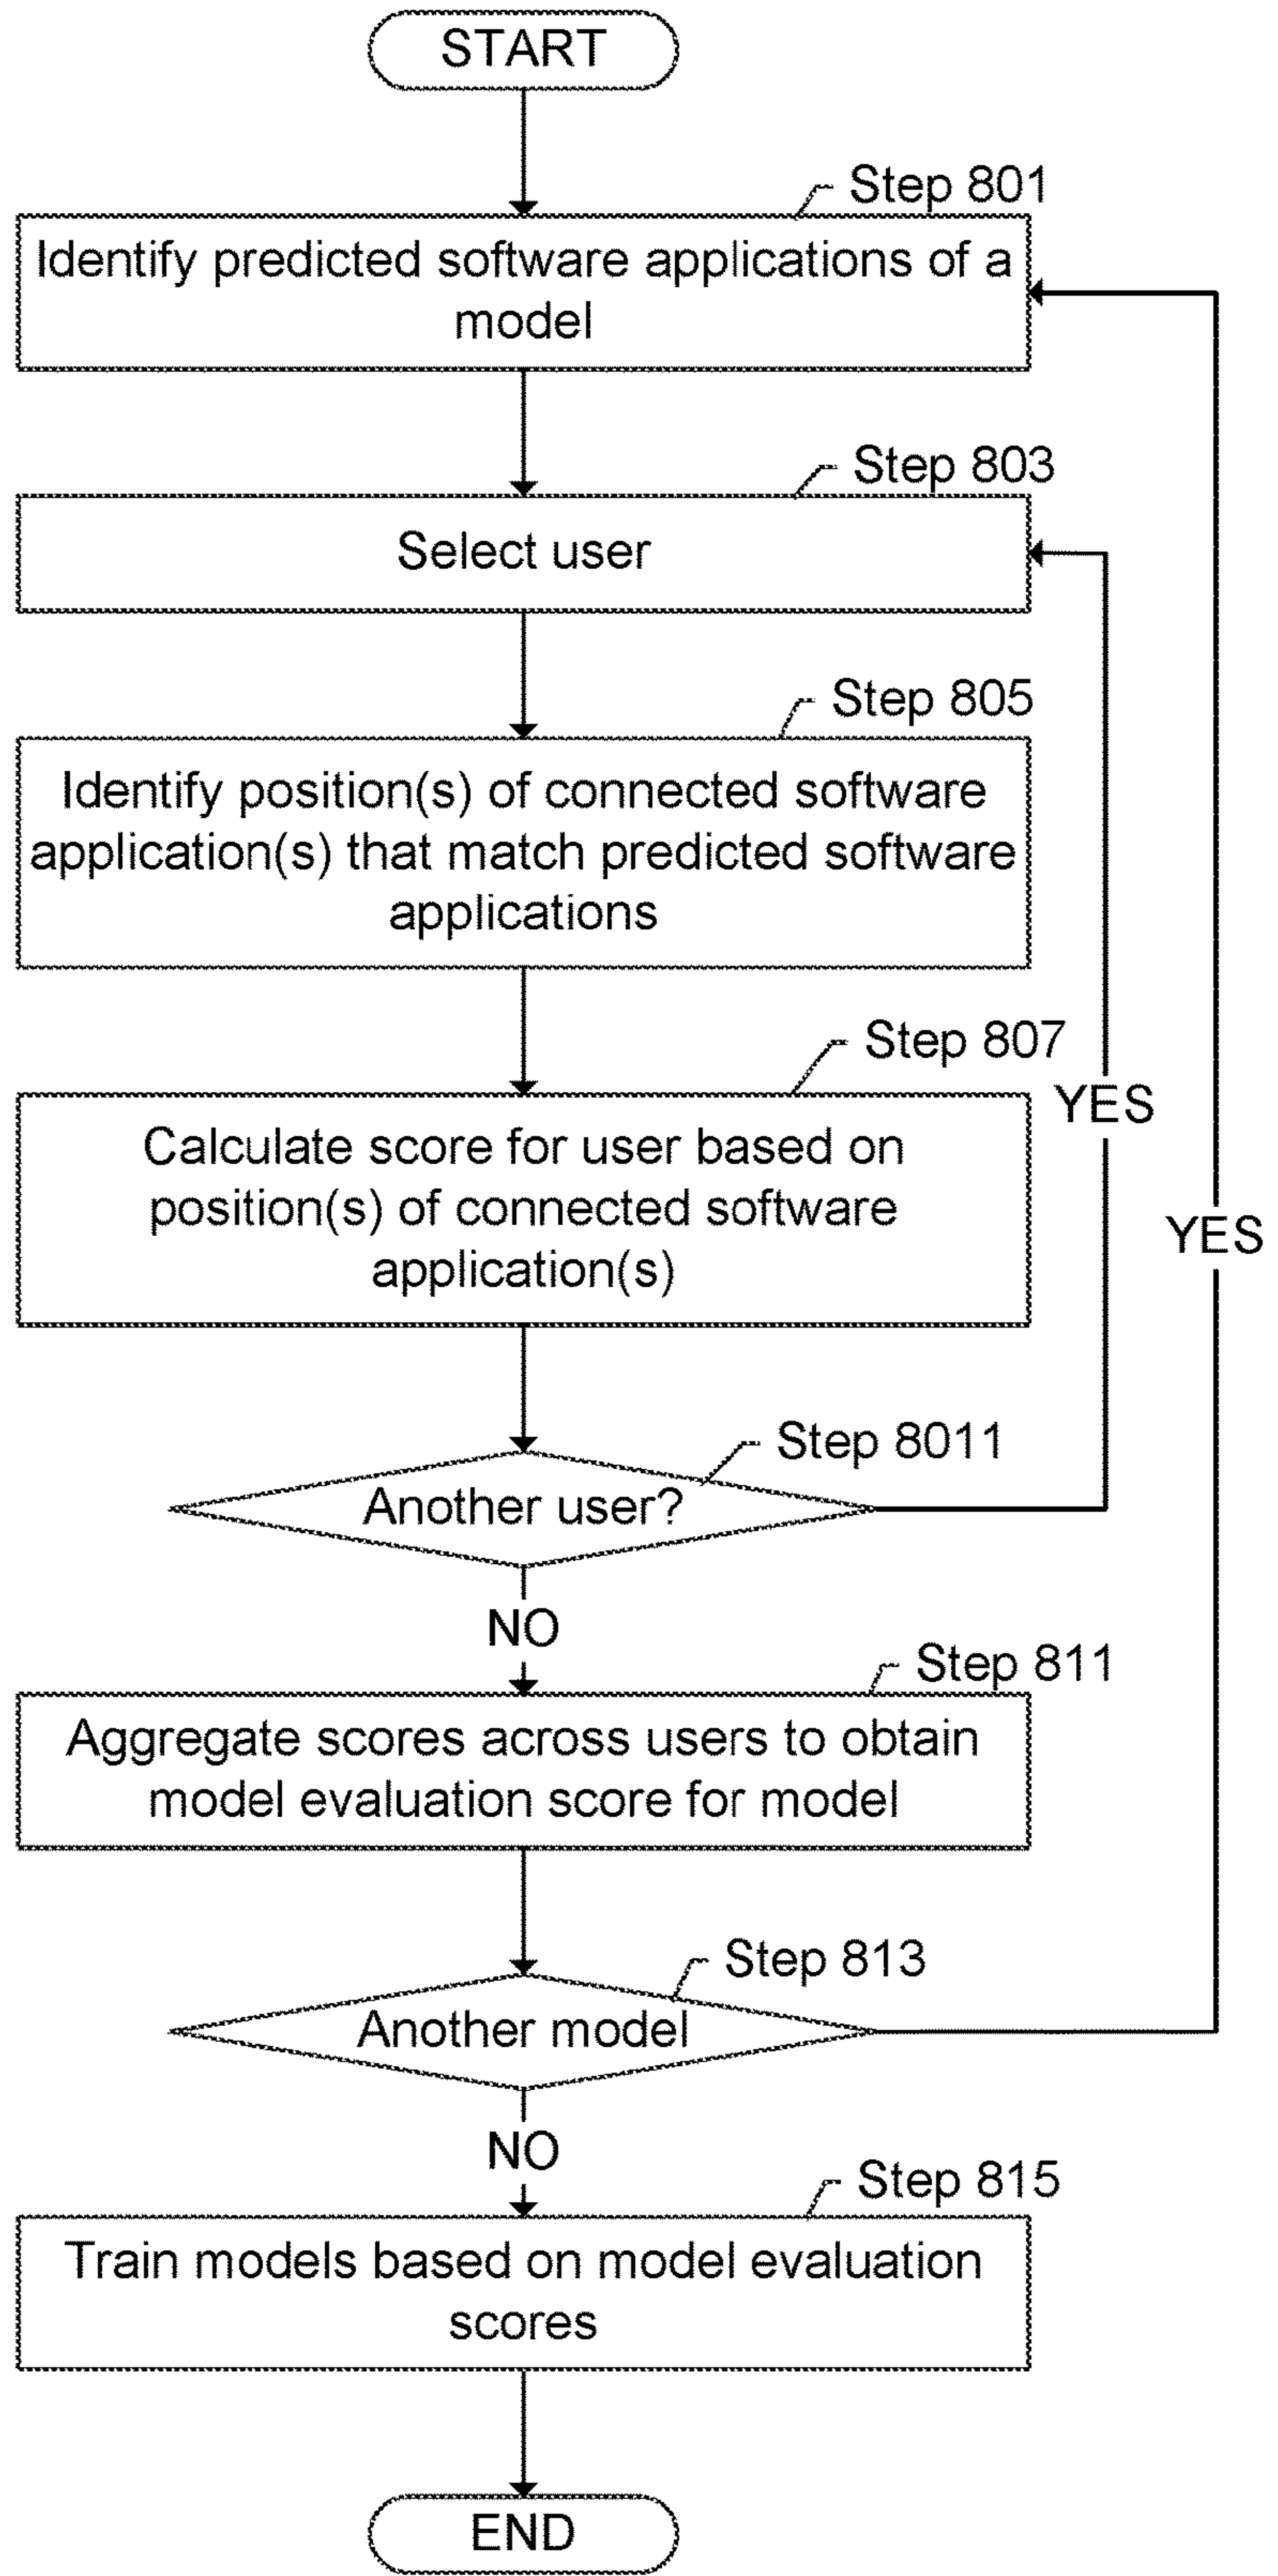 START
Step 801
Identify predicted software applications of a
model
Step 803
Select user
Step 805
Identify position(s) of connected software
application(s) that match predicted software
applications
Step 807
Calculate score for user based on
position(s) of connected software
application(s)
YES
YES
Step 8011
Another user?
NO
Step 811
Aggregate scores across users to obtain
model evaluation score for model
Step 813
Another model
NO
Step 815
Train models based on model evaluation
scores
END